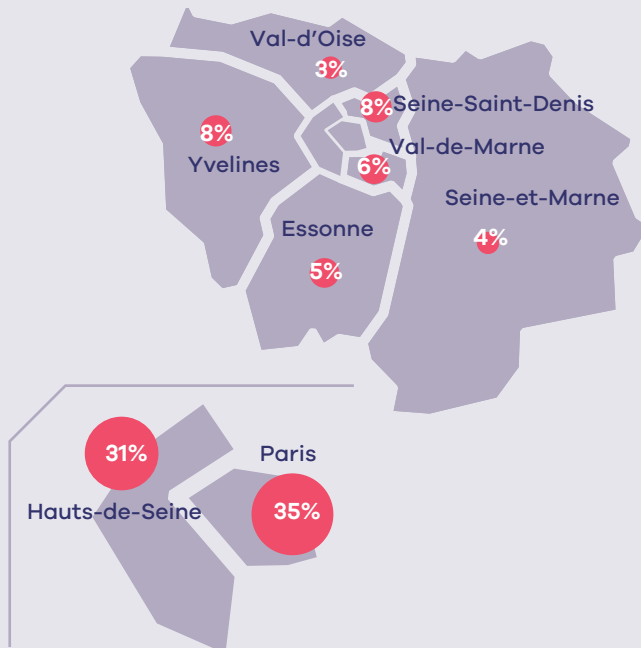 Val-d'Oise
3%
8%
Seine-Saint-Denis
8%
Yvelines
Val-de-Marne
6%
Seine-et-Marne
4%
Essonne
5%
31%
Hauts-de-Seine
Paris
35%